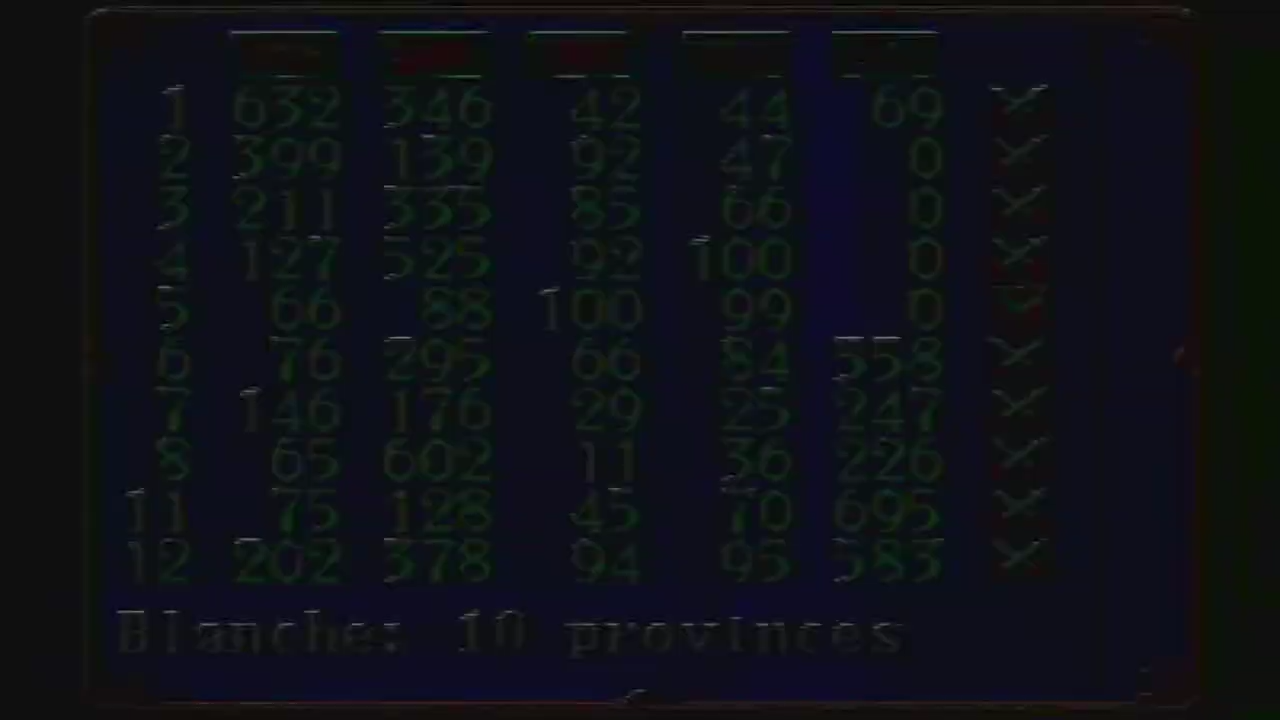 1 632 346 42 44 69 X
2 399 139 92 47 0 X
3 211 335 85 66 0 X
4 127 525 92 100 0 X
5 66 88 100 99 0
6 76 295 66 84 558 X
7 146 176 29 25 247 X
8 65 602 11 36 226 X
11 75 128 45 70 695 X
12 202 378 94 95 583 X
Blanche: 10 provinces